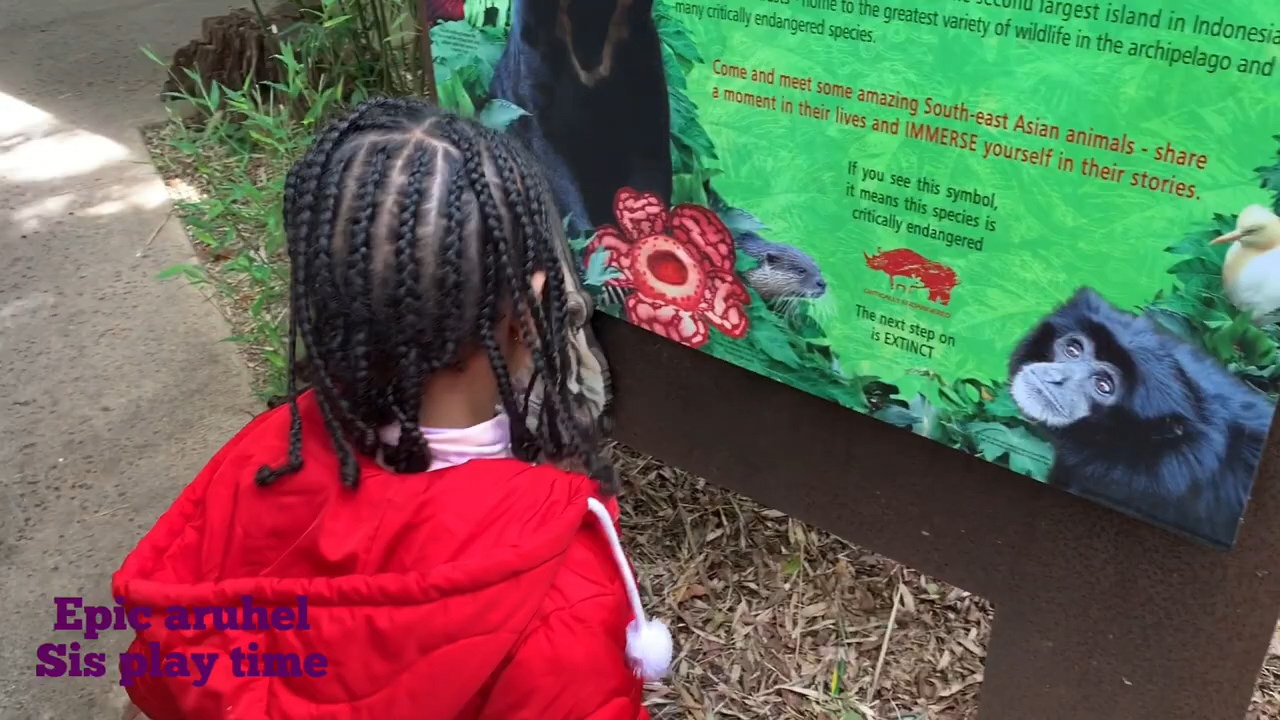 second largest island in Indonesia
home to the greatest variety of wildlife in the archipelago and
many critically endangered species.
Come and meet some amazing South-east Asian animals - share
a moment in their lives and IMMERSE yourself in their stories.
If you see this symbol,
it means this species is
critically endangered
CRITICALLY ENDANGERED
The next step on
is EXTINCT
Epic aruhel
Sis play time